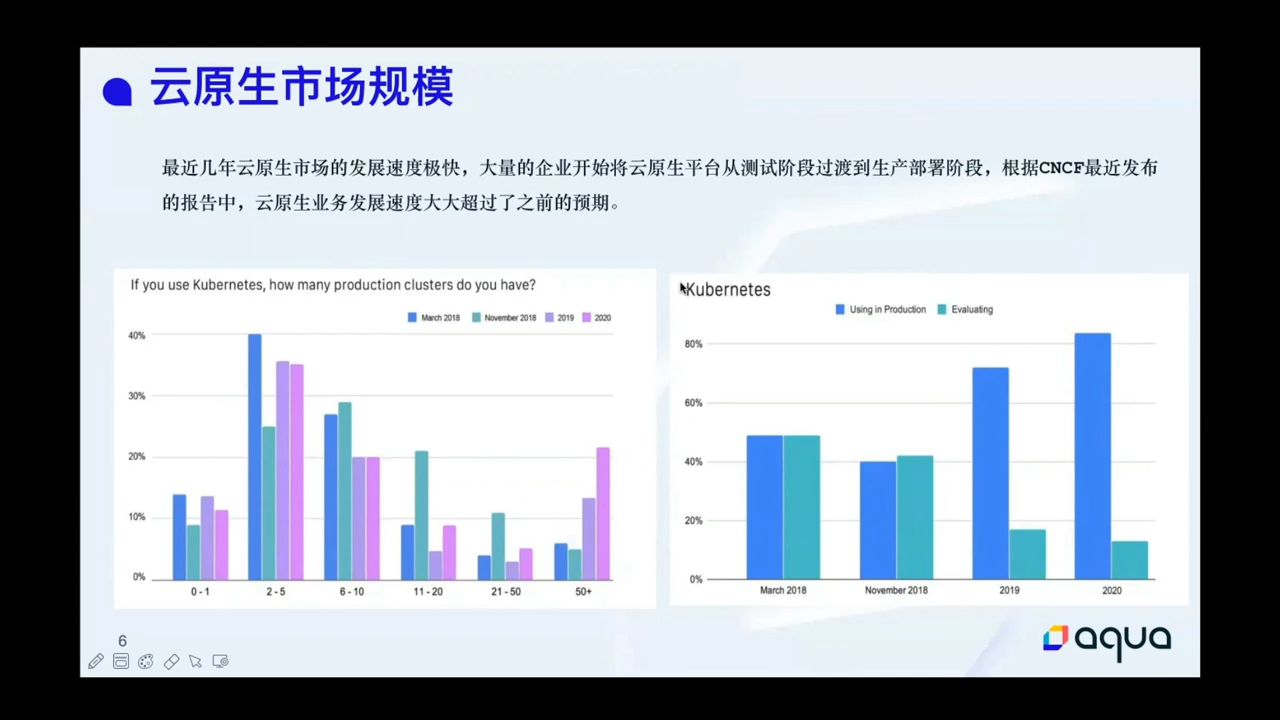 云原生市场规模
最近几年云原生市场的发展速度极快，大量的企业开始将云原生平台从测试阶段过渡到生产部署阶段，根据CNCF最近发布
的报告中，云原生业务发展速度大大超过了之前的预期。
If you use Kubernetes, how many production clusters do you have?
March 2018 November 2018 2019 2020
40%
30%
20%
10%
0%
0 - 1 2 - 5 6 - 10 11 - 20 21 - 50 50+
Kubernetes
Using in Production Evaluating
80%
60%
40%
20%
0%
March 2018 November 2018 2019 2020
6
aqua